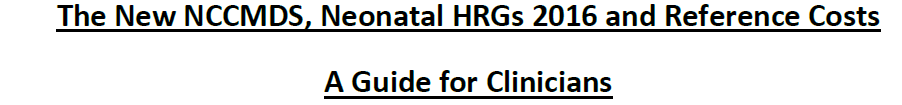 The New NCCMDS, Neonatal HRGs 2016 and Reference Costs
A Guide for Clinicians